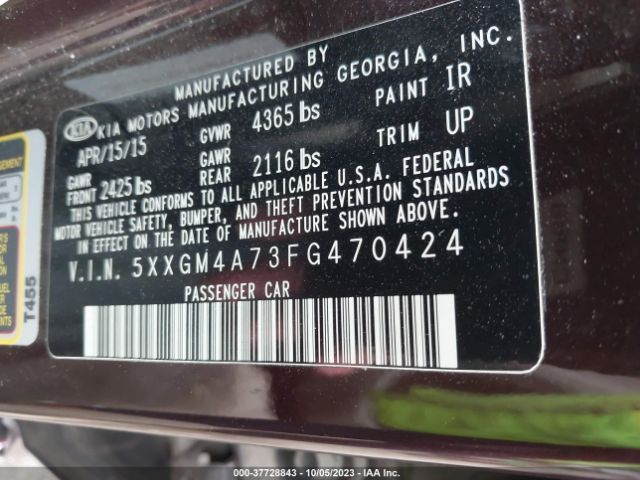 MANUFACTURED BY
KIA KIA MOTORS MANUFACTURING GEORGIA, INC.
APR/15/15 GVWR 4365 lbs PAINT IR
GAWR FRONT 2425 lbs GAWR REAR 2116 lbs TRIM UP
THIS VEHICLE CONFORMS TO ALL APPLICABLE U.S.A. FEDERAL
MOTOR VEHICLE SAFETY, BUMPER, AND THEFT PREVENTION STANDARDS
IN EFFECT ON THE DATE OF MANUFACTURE SHOWN ABOVE.
V.I.N. 5XXGM4A73FG470424
PASSENGER CAR
T455
000-37728843 | 10/05/2023 | IAA Inc.